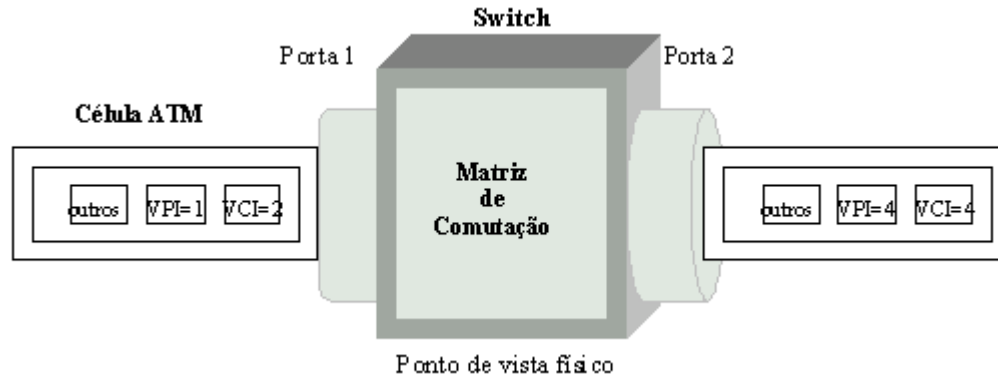 Switch
Porta 1
Porta 2
Célula ATM
outros
VPI=1
VCI=2
Matriz
de
Comutação
outros
VPI=4
VCI=4
Ponto de vista físico